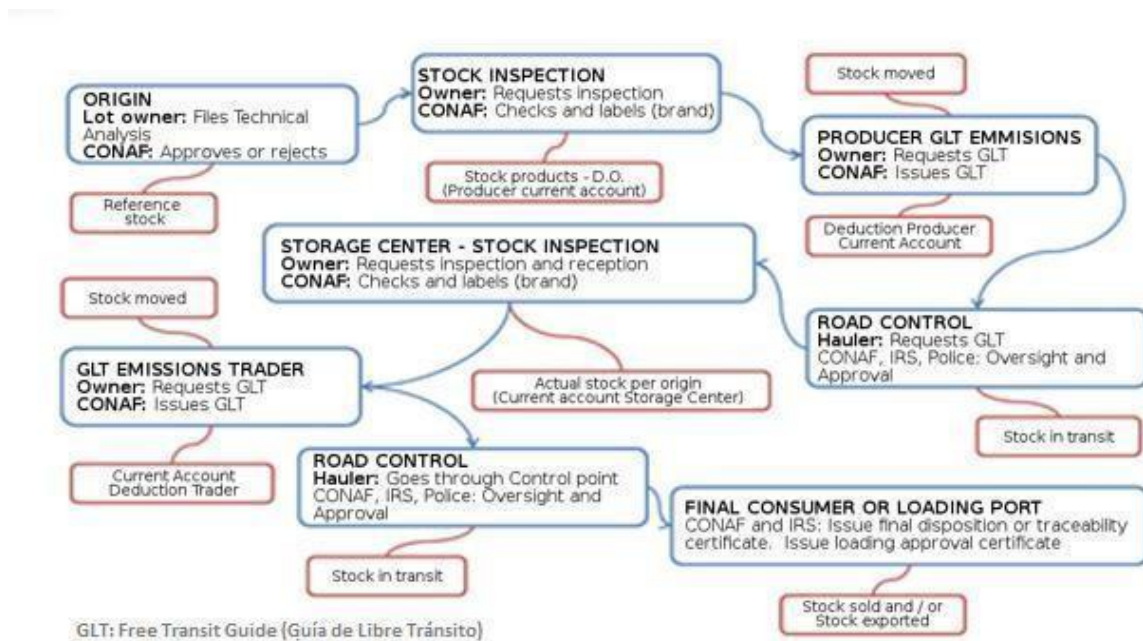 ORIGIN
Lot owner: Files Technical
Analysis
CONAF: Approves or rejects
Reference
stock
STOCK INSPECTION
Owner: Requests inspection
CONAF: Checks and labels (brand)
Stock products - D.O.
(Producer current account)
Stock moved
PRODUCER GLT EMMISIONS
Owner: Requests GLT
CONAF: Issues GLT
Deduction Producer
Current Account
ROAD CONTROL
Hauler: Requests GLT
CONAF, IRS, Police: Oversight and
Approval
Stock in transit
STORAGE CENTER - STOCK INSPECTION
Owner: Requests inspection and reception
CONAF: Checks and labels (brand)
Actual stock per origin
(Current account Storage Center)
Stock moved
GLT EMISSIONS TRADER
Owner: Requests GLT
CONAF: Issues GLT
Current Account
Deduction Trader
ROAD CONTROL
Hauler: Goes through Control point
CONAF, IRS, Police: Oversight and
Approval
Stock in transit
FINAL CONSUMER OR LOADING PORT
CONAF and IRS: Issue final disposition or traceability
certificate. Issue loading approval certificate
Stock sold and / or
Stock exported
GLT: Free Transit Guide (Guía de Libre Tránsito)